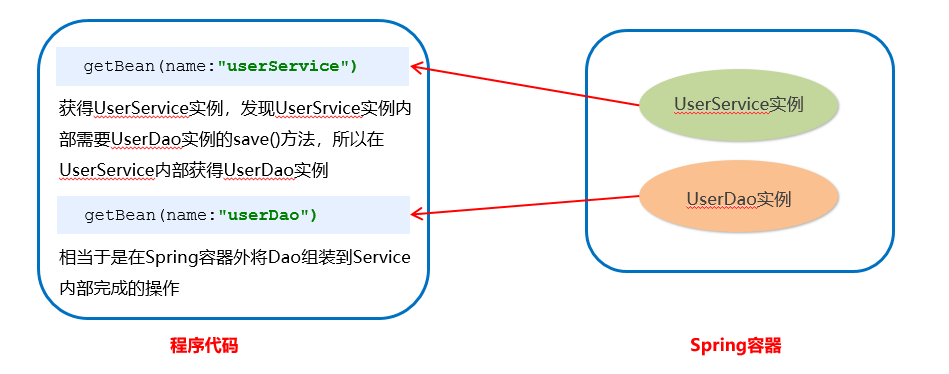 getBean(name:"userService")
获得UserService实例，发现UserSrvice实例内
部需要UserDao实例的save()方法，所以在
UserService内部获得UserDao实例
getBean(name:"userDao")
相当于是在Spring容器外将Dao组装到Service
内部完成的操作
程序代码
UserService实例
UserDao实例
Spring容器